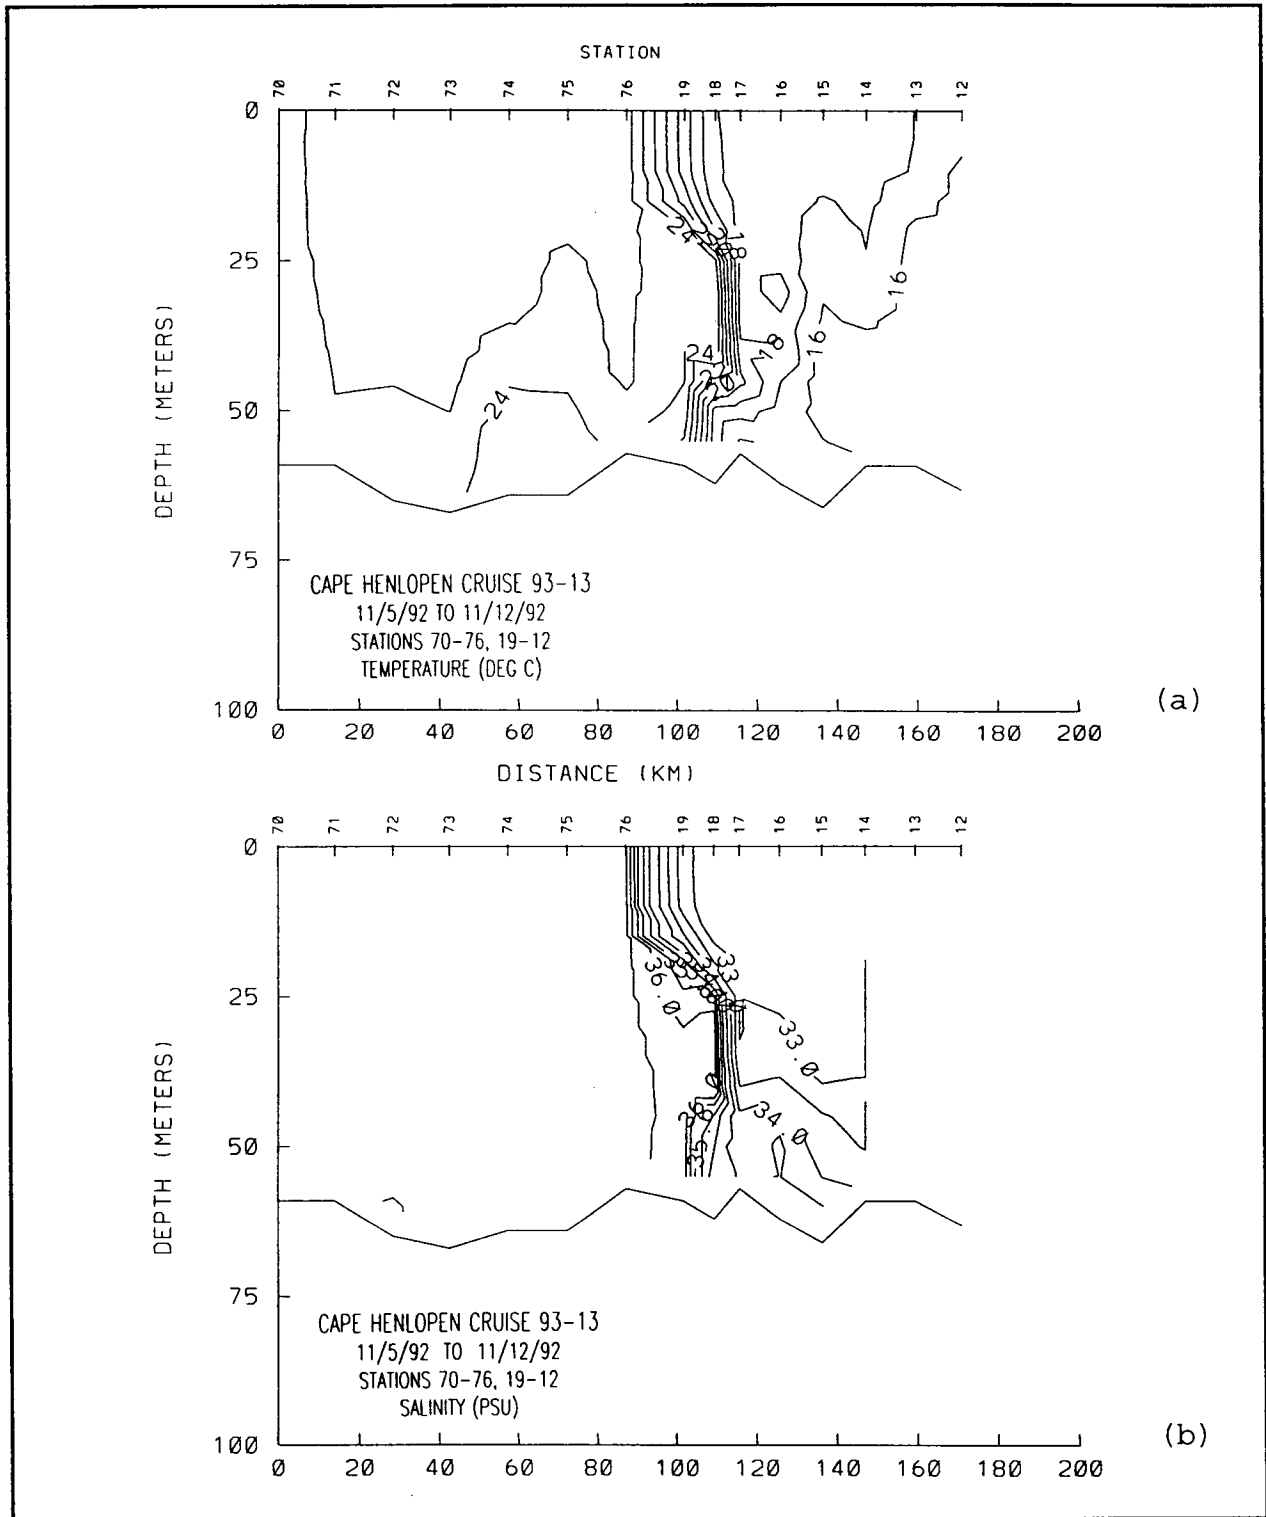 STATION
70 71 72 73 74 75 76 19 18 17 16 15 14 13 12
0
24
18
25
16
DEPTH (METERS)
24
18
16
50
24
75
CAPE HENLOPEN CRUISE 93-13
11/5/92 TO 11/12/92
STATIONS 70-76, 19-12
TEMPERATURE (DEG C)
100
(a)
0 20 40 60 80 100 120 140 160 180 200
DISTANCE (KM)
70 71 72 73 74 75 76 19 18 17 16 15 14 13 12
0
36.0
33
25
33.0
DEPTH (METERS)
34.0
50
75
CAPE HENLOPEN CRUISE 93-13
11/5/92 TO 11/12/92
STATIONS 70-76, 19-12
SALINITY (PSU)
100
(b)
0 20 40 60 80 100 120 140 160 180 200